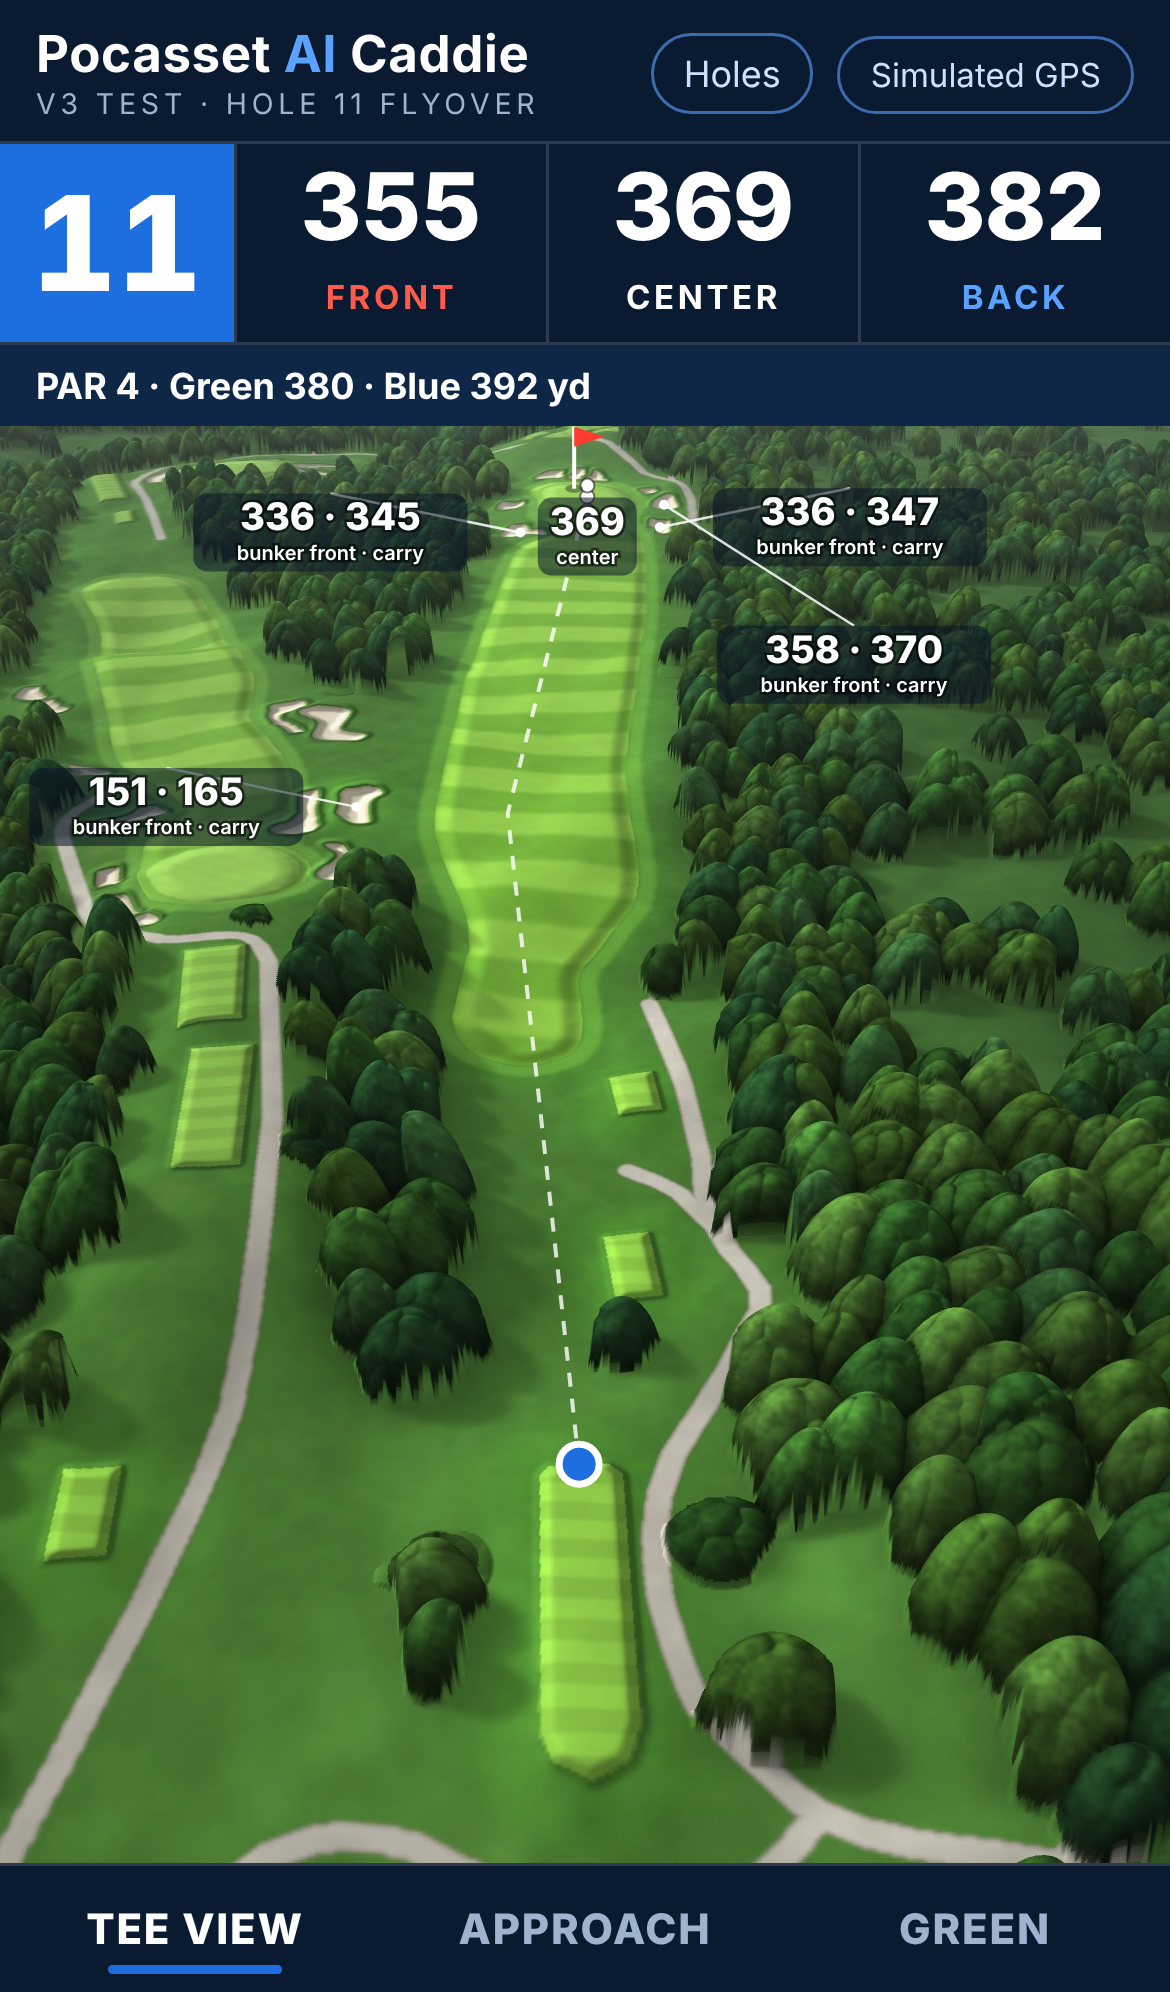 Pocasset AI Caddie
V3 TEST · HOLE 11 FLYOVER
Holes
Simulated GPS
11
355
FRONT
369
CENTER
382
BACK
PAR 4 · Green 380 · Blue 392 yd
336 · 345
bunker front · carry
369
center
336 · 347
bunker front · carry
358 · 370
bunker front · carry
151 · 165
bunker front · carry
TEE VIEW
APPROACH
GREEN